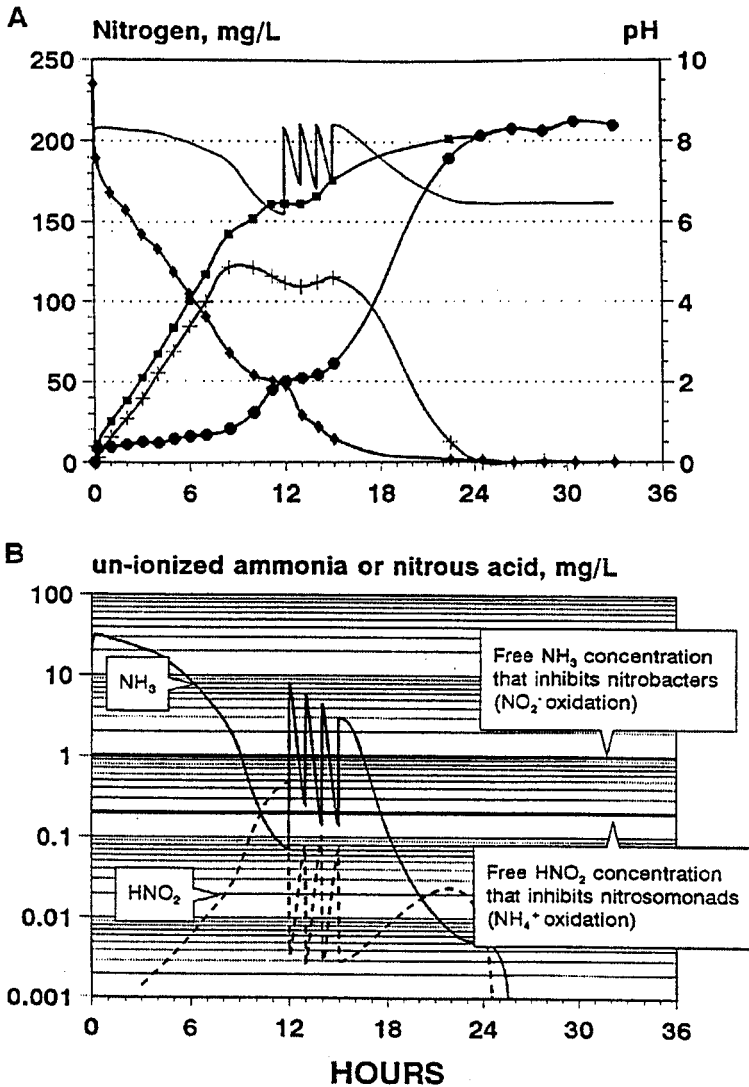 A
Nitrogen, mg/L
pH
250
200
150
100
50
0
10
8
6
4
2
0
0 6 12 18 24 30 36
B
un-ionized ammonia or nitrous acid, mg/L
100
10
1
0.1
0.01
0.001
NH₃
HNO₂
Free NH₃ concentration
that inhibits nitrobacters
(NO₂⁻ oxidation)
Free HNO₂ concentration
that inhibits nitrosomonads
(NH₄⁺ oxidation)
0 6 12 18 24 30 36
HOURS